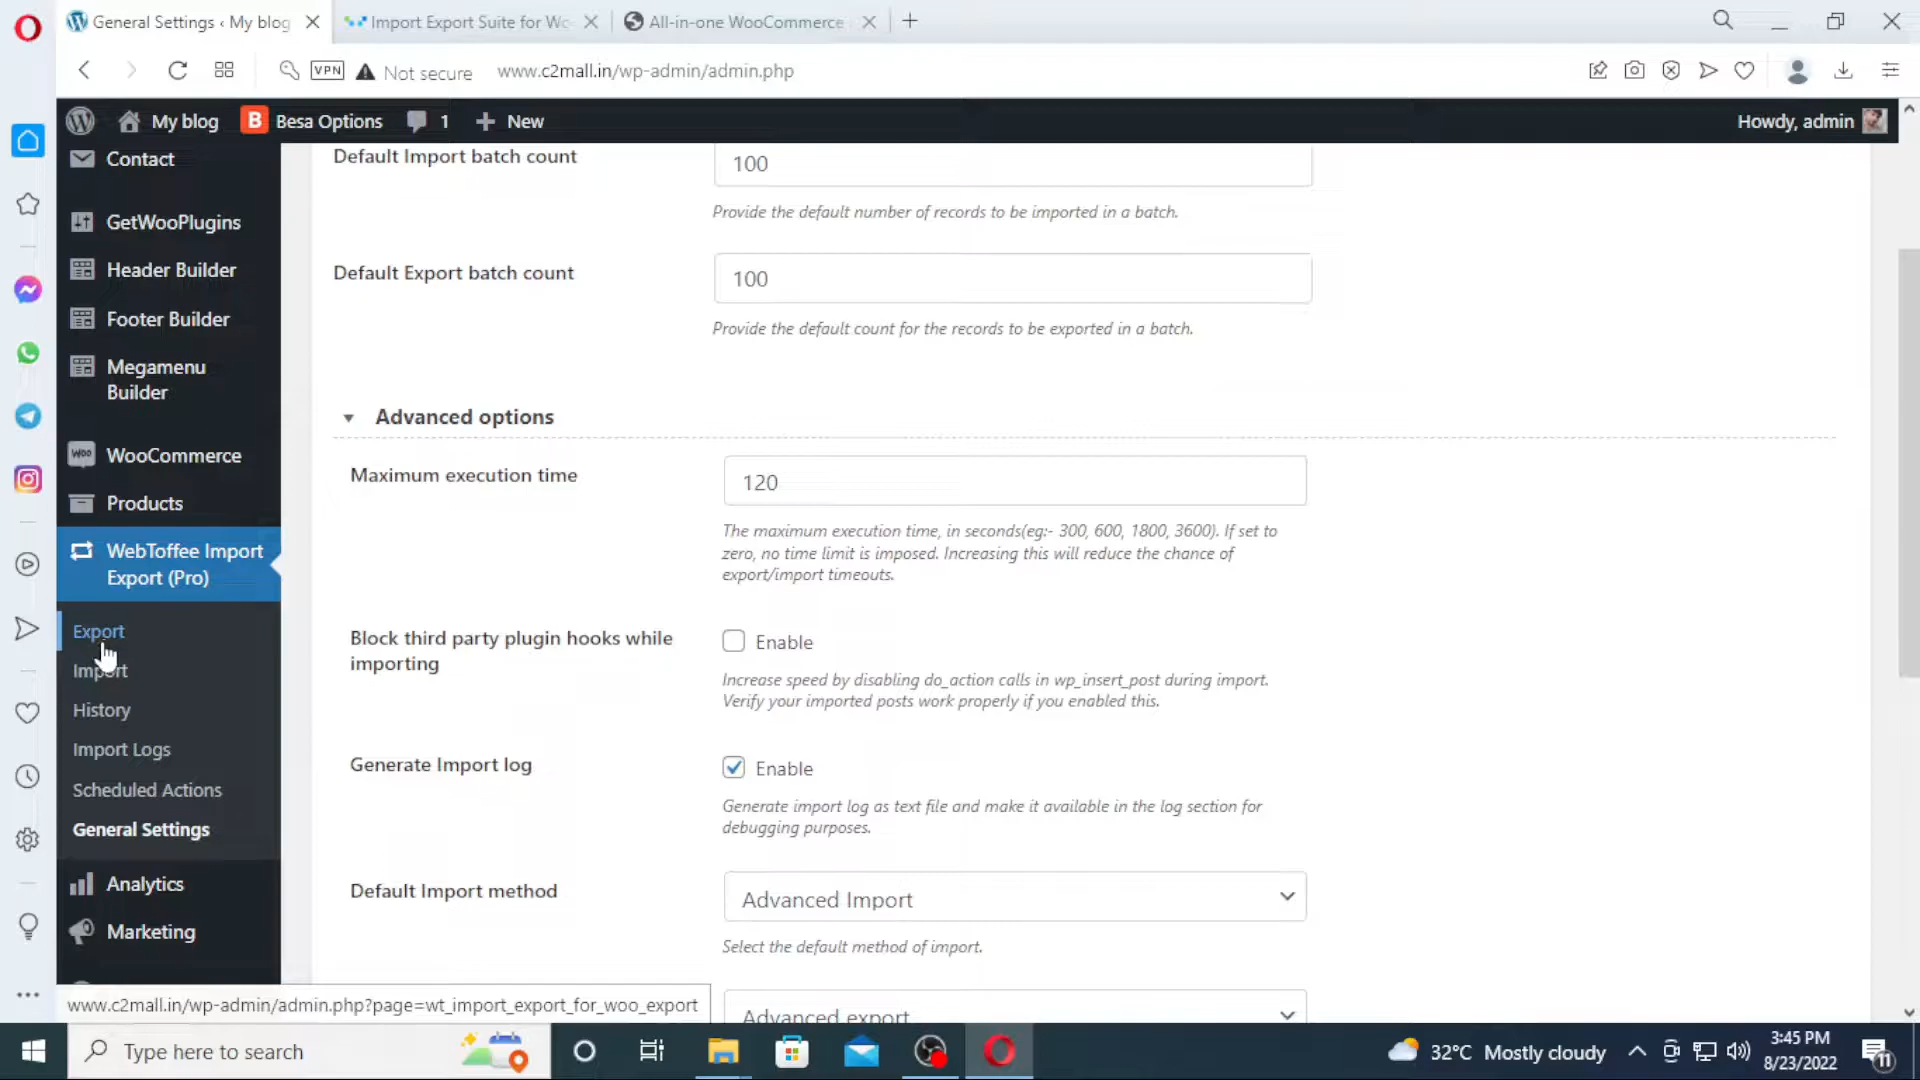 General Settings ‹ My blog
Import Export Suite for Wo
All-in-one WooCommerce
VPN
Not secure
www.c2mall.in/wp-admin/admin.php
My blog
B
Besa Options
1
New
Howdy, admin
Contact
GetWooPlugins
Header Builder
Footer Builder
Megamenu
Builder
Woo
WooCommerce
Products
WebToffee Import
Export (Pro)
Export
Import
History
Import Logs
Scheduled Actions
General Settings
Analytics
Marketing
Default Import batch count
100
Provide the default number of records to be imported in a batch.
Default Export batch count
100
Provide the default count for the records to be exported in a batch.
Advanced options
Maximum execution time
120
The maximum execution time, in seconds(eg:- 300, 600, 1800, 3600). If set to
zero, no time limit is imposed. Increasing this will reduce the chance of
export/import timeouts.
Block third party plugin hooks while
importing
Enable
Increase speed by disabling do_action calls in wp_insert_post during import.
Verify your imported posts work properly if you enabled this.
Generate Import log
Enable
Generate import log as text file and make it available in the log section for
debugging purposes.
Default Import method
Advanced Import
Select the default method of import.
Advanced export
www.c2mall.in/wp-admin/admin.php?page=wt_import_export_for_woo_export
Type here to search
32°C Mostly cloudy
3:45 PM
8/23/2022
11